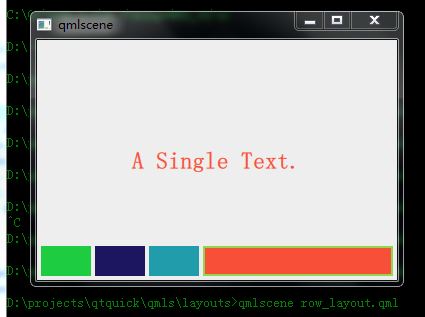 C:\
qmlscene
D:\
D:\
D:\
D:\
D:\
A Single Text.
D:\
D:\
^C
D:\
D:\
D:\projects\qtquick\qmls\layouts>qmlscene row_layout.qml